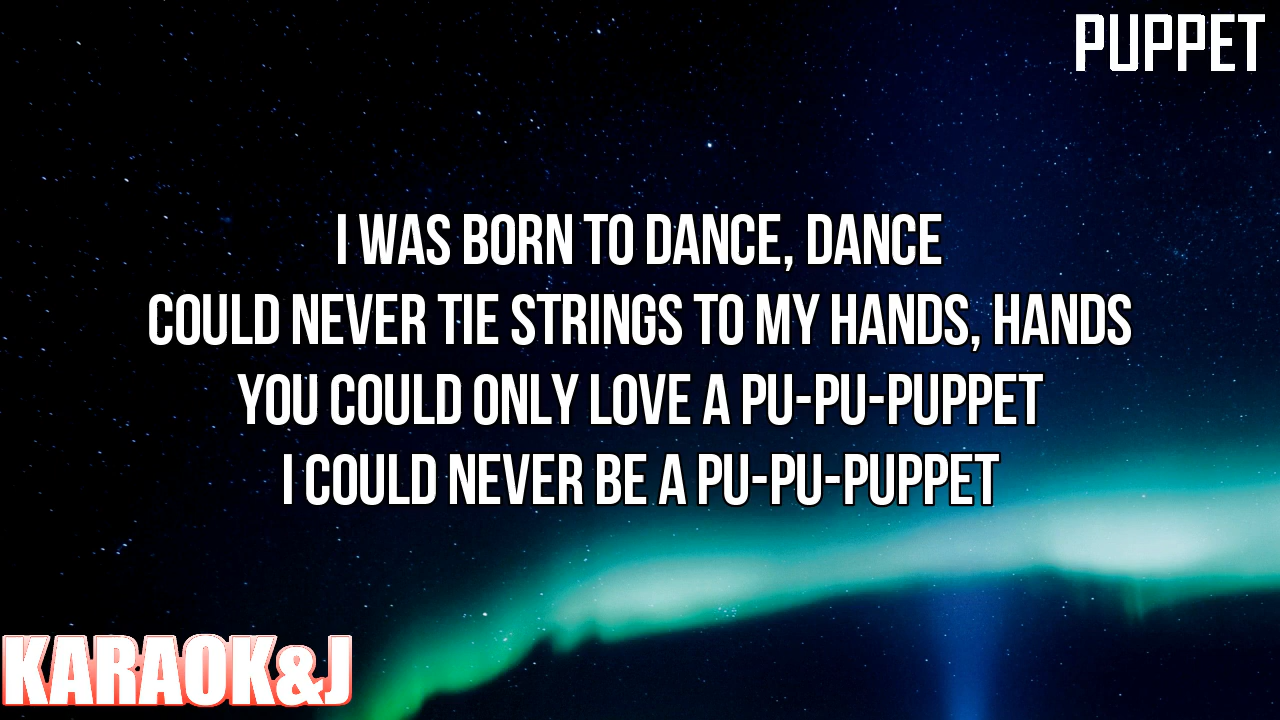 PUPPET
I WAS BORN TO DANCE, DANCE
COULD NEVER TIE STRINGS TO MY HANDS, HANDS
YOU COULD ONLY LOVE A PU-PU-PUPPET
I COULD NEVER BE A PU-PU-PUPPET
KARAOK&J